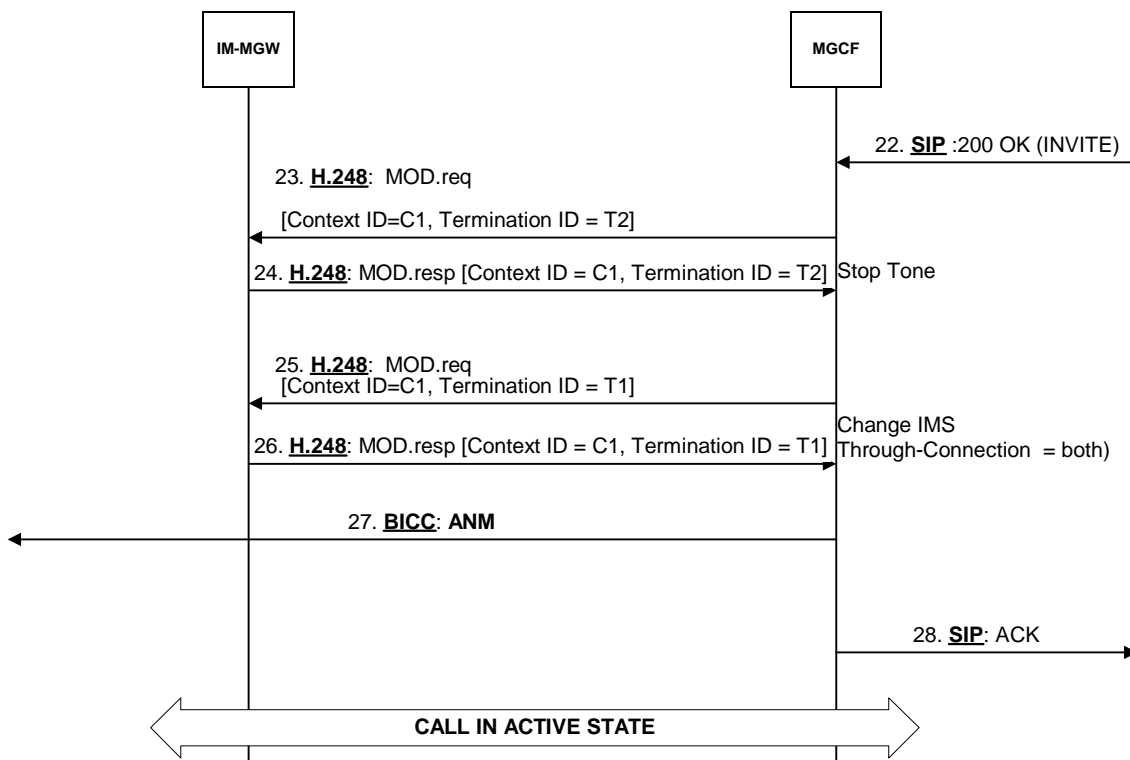 IM-MGW
MGCF
22. SIP :200 OK (INVITE)
23. H.248: MOD.req
[Context ID=C1, Termination ID = T2]
24. H.248: MOD.resp [Context ID = C1, Termination ID = T2]
Stop Tone
25. H.248: MOD.req
[Context ID=C1, Termination ID = T1]
26. H.248: MOD.resp [Context ID = C1, Termination ID = T1]
Change IMS
Through-Connection = both)
27. BICC: ANM
28. SIP: ACK
CALL IN ACTIVE STATE